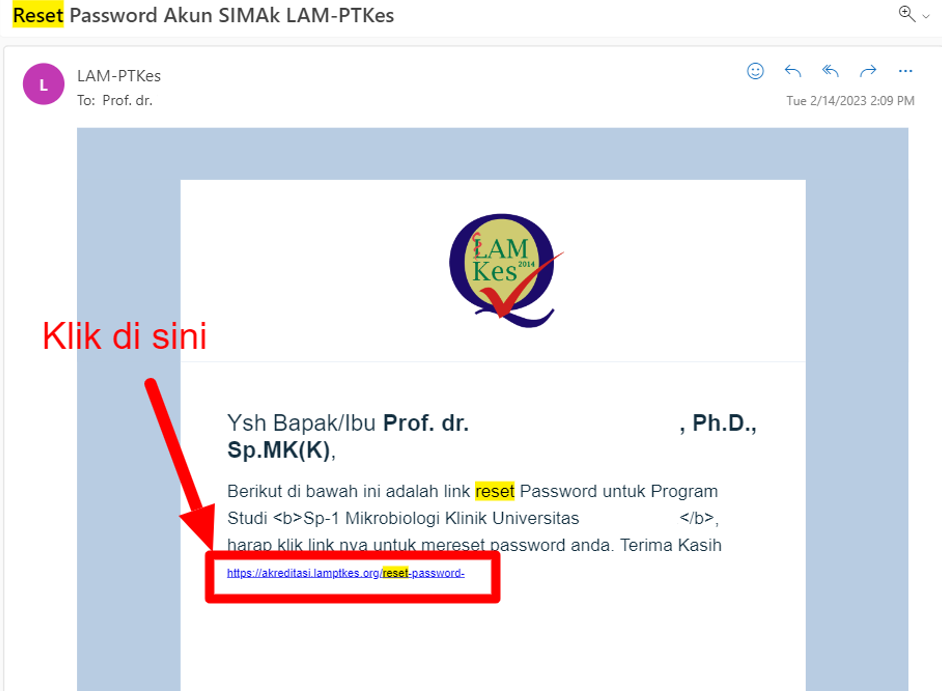 Reset Password Akun SIMAk LAM-PTKes
L
LAM-PTKes
To: Prof. dr.
Tue 2/14/2023 2:09 PM
LAM
Kes 2014
Klik di sini
Ysh Bapak/Ibu Prof. dr. , Ph.D.,
Sp.MK(K),
Berikut di bawah ini adalah link reset Password untuk Program
Studi <b>Sp-1 Mikrobiologi Klinik Universitas </b>,
harap klik link nya untuk mereset password anda. Terima Kasih
https://akreditasi.lamptkes.org/reset-password-